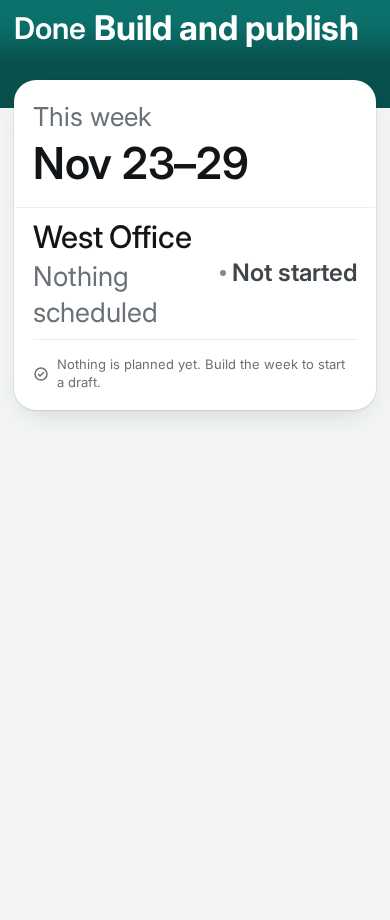 Done Build and publish
This week
Nov 23–29
West Office
Nothing
scheduled
• Not started
Nothing is planned yet. Build the week to start
a draft.